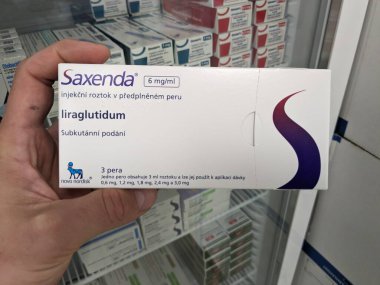 Saxenda®
6 mg/ml
injekční roztok v předplněném peru
liraglutidum
Subkutánní podání
3 pera
Jedno pero obsahuje 3 ml roztoku a lze jej použít k aplikaci dávky
0,6 mg, 1,2 mg, 1,8 mg, 2,4 mg a 3,0 mg
novo nordisk®